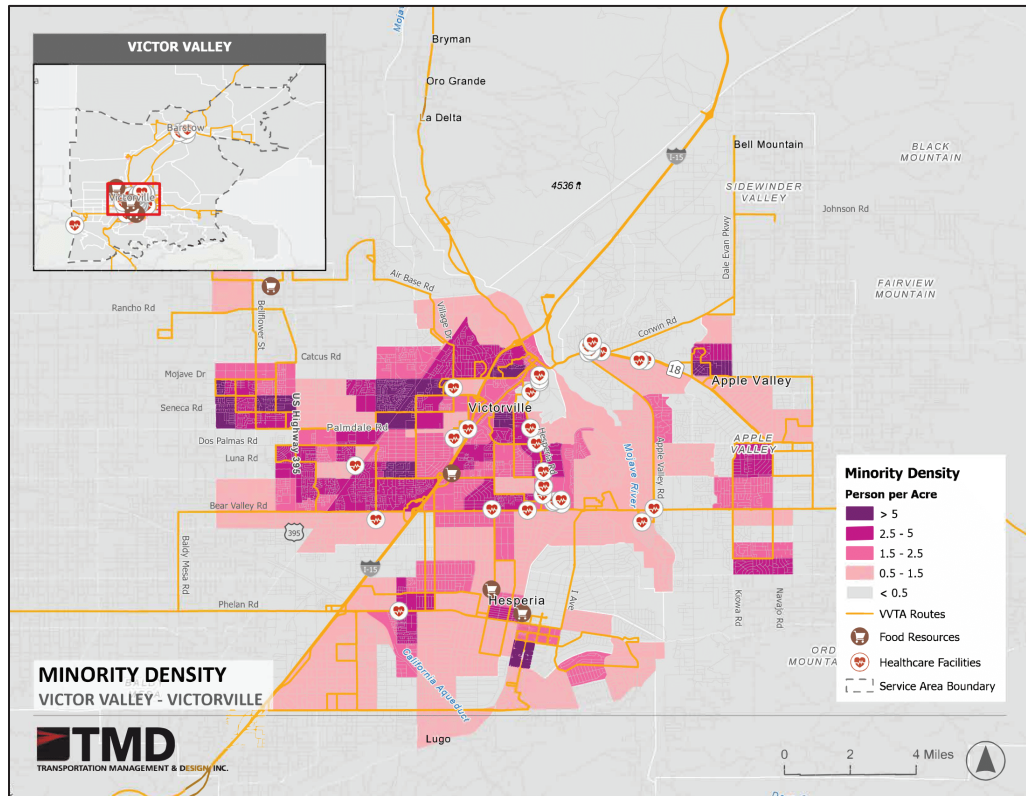 VICTOR VALLEY
Barstow
Victorville
Bryman
Oro Grande
La Delta
I-15
Bell Mountain
BLACK
MOUNTAIN
SIDEWINDER
VALLEY
4536 ft
Johnson Rd
Dale Evan Pkwy
FAIRVIEW
MOUNTAIN
Air Base Rd
Village Dr
Rancho Rd
Bellflower St
Corwin Rd
Catcus Rd
Mojave Dr
18
Apple Valley
Seneca Rd
US Highway 395
Victorville
Palmdale Rd
Dos Palmas Rd
Hesperia Rd
Mojave River
Apple Valley Rd
APPLE
VALLEY
Luna Rd
Bear Valley Rd
395
Baldy Mesa Rd
I-15
Phelan Rd
Hesperia
I Ave
Kiowa Rd
Navajo Rd
California Aqueduct
Lugo
Minority Density
Person per Acre
> 5
2.5 - 5
1.5 - 2.5
0.5 - 1.5
< 0.5
VVTA Routes
Food Resources
Healthcare Facilities
Service Area Boundary
MINORITY DENSITY
VICTOR VALLEY - VICTORVILLE
TMD
TRANSPORTATION MANAGEMENT & DESIGN, INC.
0 2 4 Miles